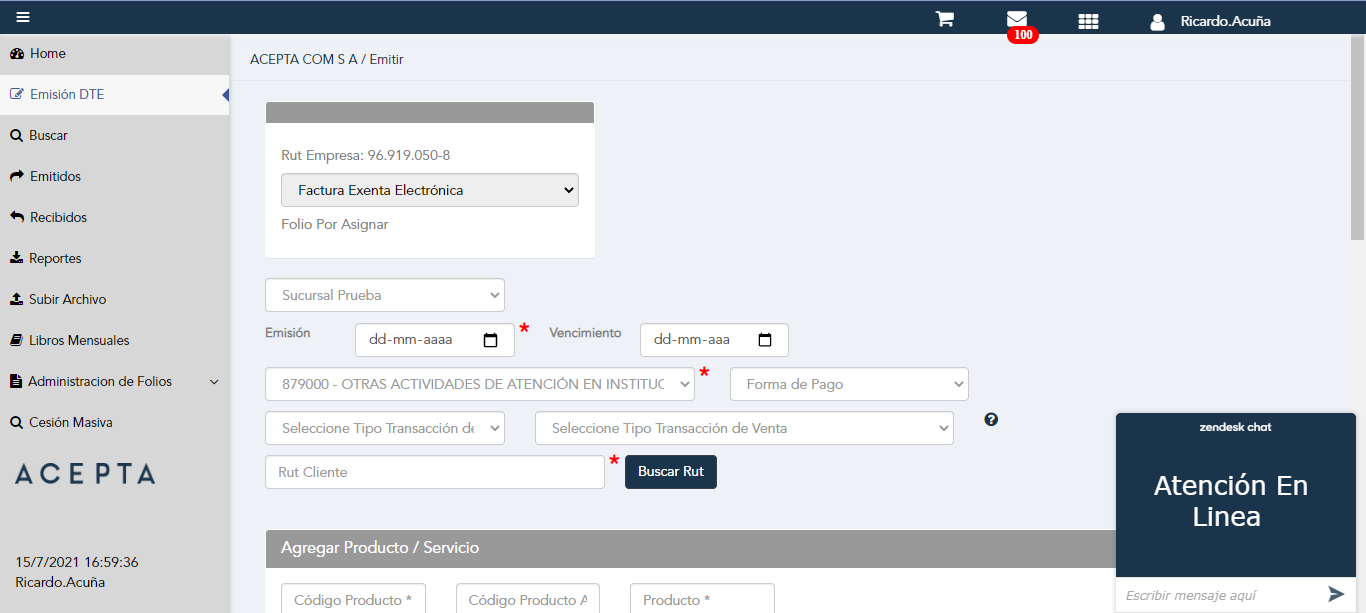 100
Ricardo.Acuña
Home
Emisión DTE
Buscar
Emitidos
Recibidos
Reportes
Subir Archivo
Libros Mensuales
Administracion de Folios
Cesión Masiva
ACEPTA
15/7/2021 16:59:36
Ricardo.Acuña
ACEPTA COM S A / Emitir
Rut Empresa: 96.919.050-8
Factura Exenta Electrónica
Folio Por Asignar
Sucursal Prueba
Emisión dd-mm-aaaa * Vencimiento dd-mm-aaa
879000 - OTRAS ACTIVIDADES DE ATENCIÓN EN INSTITUC * Forma de Pago
Seleccione Tipo Transacción de Seleccione Tipo Transacción de Venta ?
Rut Cliente * Buscar Rut
Agregar Producto / Servicio
Código Producto * Código Producto A Producto *
zendesk chat
Atención En
Linea
Escribir mensaje aquí